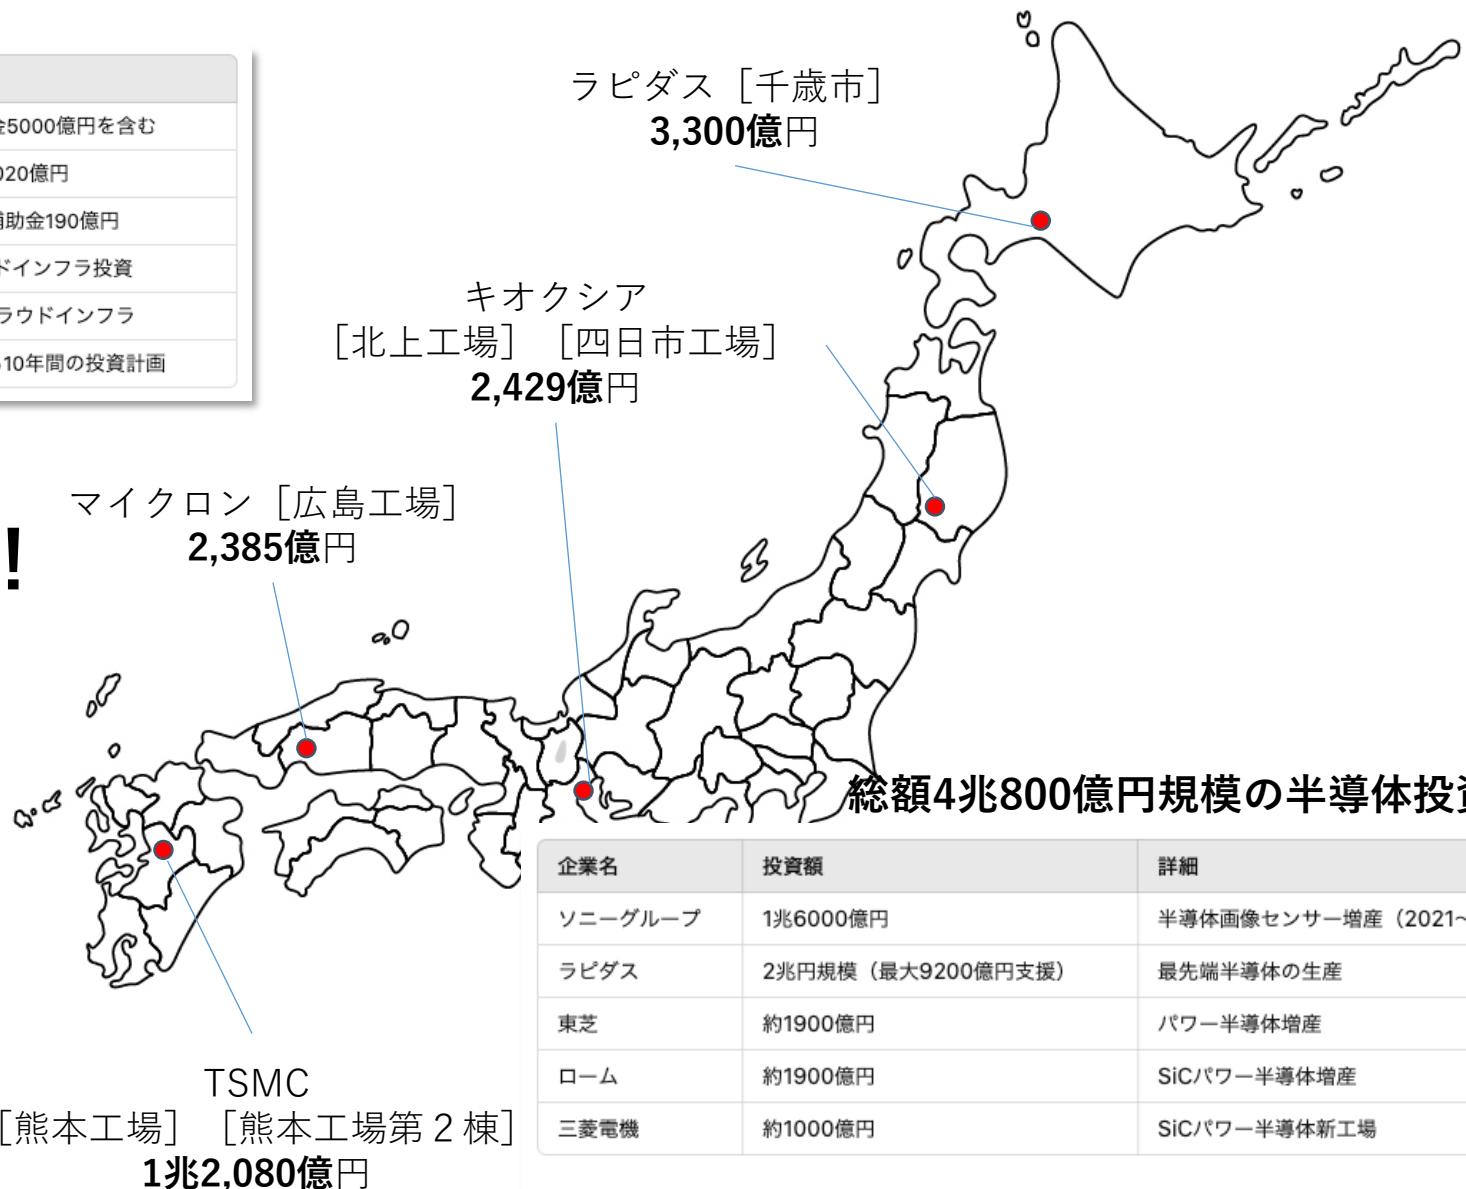 金5000億円を含む
020億円
補助金190億円
ドインフラ投資
ラウドインフラ
10年間の投資計画
ラピダス［千歳市］
3,300億円
キオクシア
［北上工場］［四日市工場］
2,429億円
マイクロン［広島工場］
2,385億円
！
総額4兆800億円規模の半導体投資
企業名 投資額 詳細
ソニーグループ 1兆6000億円 半導体画像センサー増産（2021～
ラピダス 2兆円規模（最大9200億円支援） 最先端半導体の生産
東芝 約1900億円 パワー半導体増産
ローム 約1900億円 SiCパワー半導体増産
三菱電機 約1000億円 SiCパワー半導体新工場
TSMC
［熊本工場］［熊本工場第２棟］
1兆2,080億円